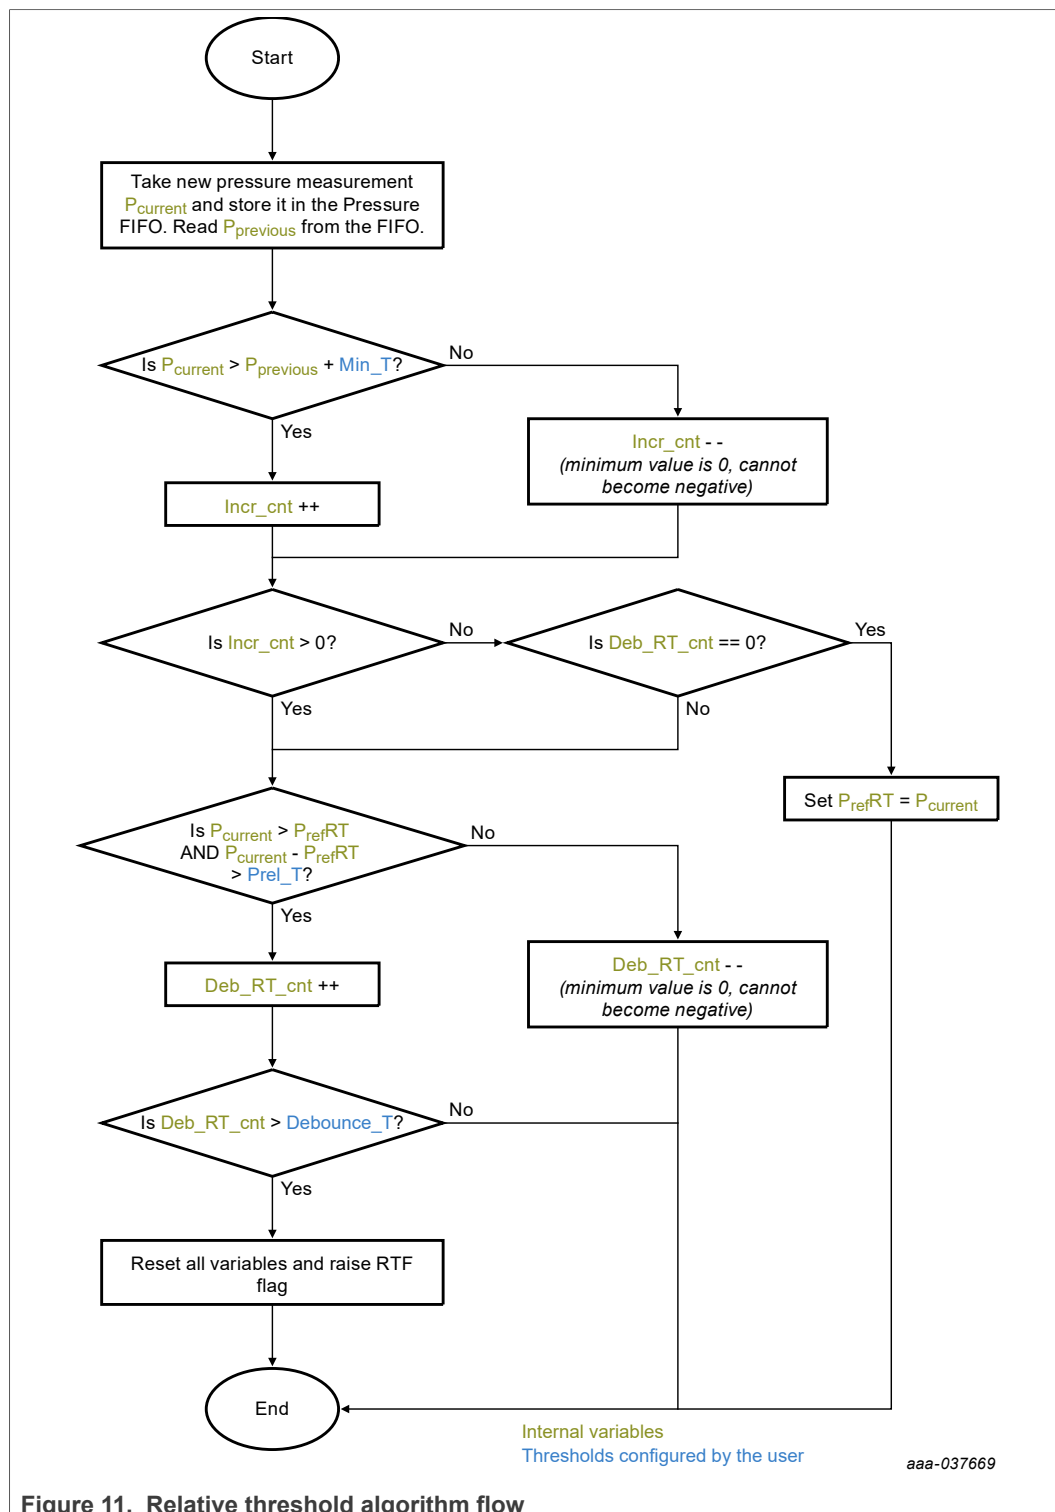 Start
Take new pressure measurement
Pcurrent and store it in the Pressure
FIFO. Read Pprevious from the FIFO.
Is Pcurrent > Pprevious + Min_T?
No
Yes
Incr_cnt - -
(minimum value is 0, cannot
become negative)
Incr_cnt ++
Is Incr_cnt > 0?
No
Is Deb_RT_cnt == 0?
Yes
Yes
No
Set PrefRT = Pcurrent
Is Pcurrent > PrefRT
AND Pcurrent - PrefRT
> Prel_T?
No
Yes
Deb_RT_cnt - -
(minimum value is 0, cannot
become negative)
Deb_RT_cnt ++
Is Deb_RT_cnt > Debounce_T?
No
Yes
Reset all variables and raise RTF
flag
End
Internal variables
Thresholds configured by the user
aaa-037669
Figure 11. Relative threshold algorithm flow